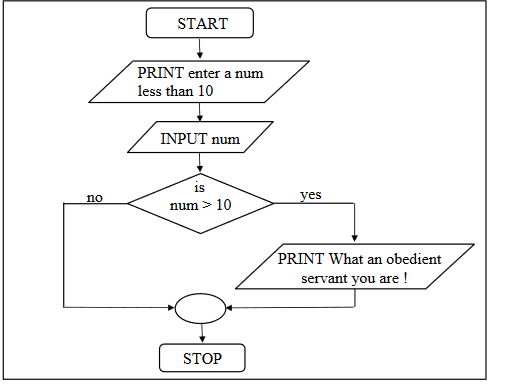 START
PRINT enter a num
less than 10
INPUT num
is
num > 10
no
yes
PRINT What an obedient
servant you are !
STOP